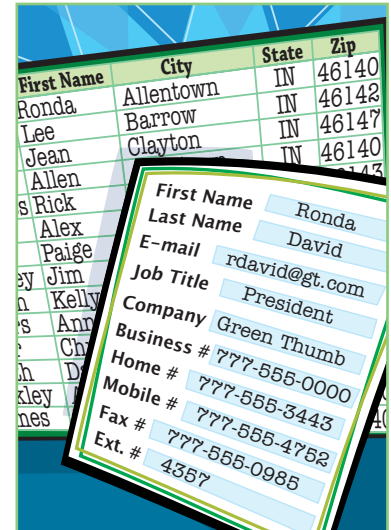 First Name City State Zip
Ronda Allentown IN 46140
Lee Barrow IN 46142
Jean Clayton IN 46147
Allen IN 46140
Rick
Alex
Paige
Jim
Kelly
First Name Ronda
Last Name David
E-mail rdavid@gt.com
Job Title President
Company Green Thumb
Business # 777-555-0000
Home # 777-555-3443
Mobile # 777-555-4752
Fax # 777-555-0985
Ext. # 4357